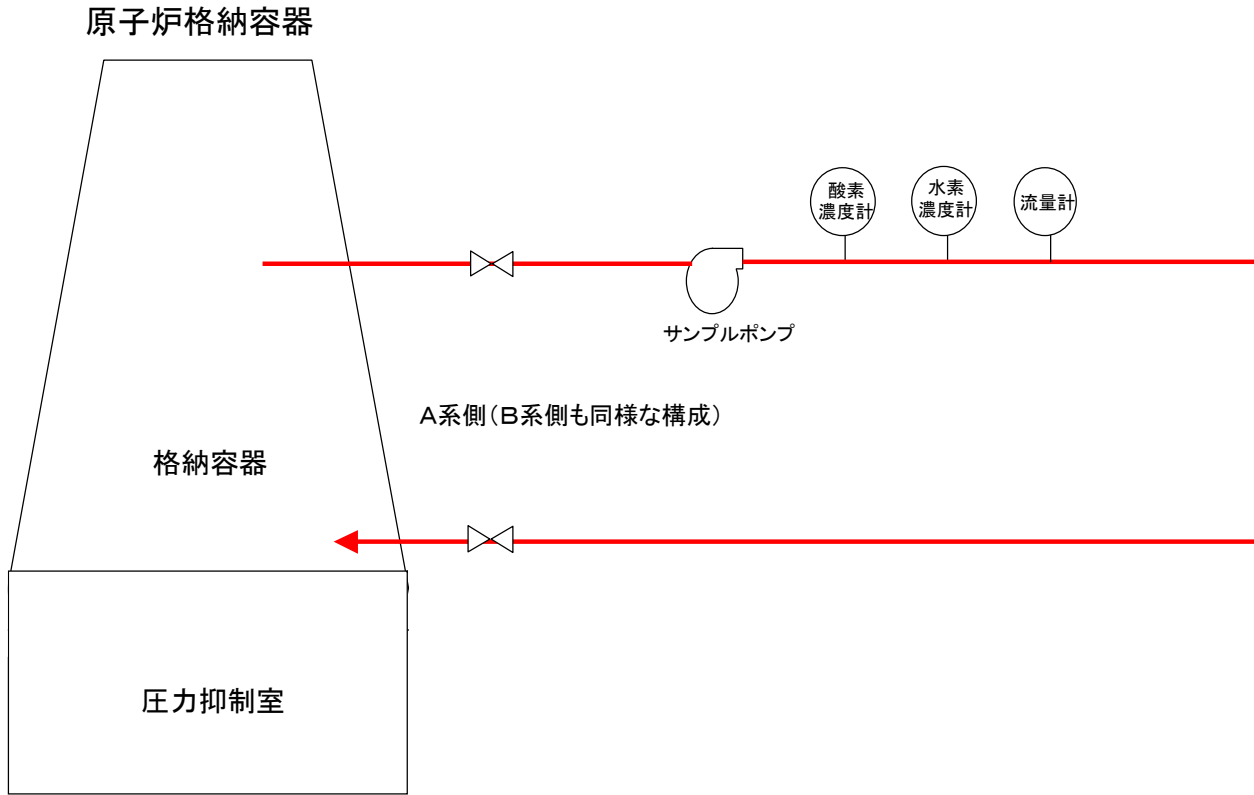 原子炉格納容器
酸素
濃度計
水素
濃度計
流量計
サンプルポンプ
A系側(B系側も同様な構成)
格納容器
圧力抑制室